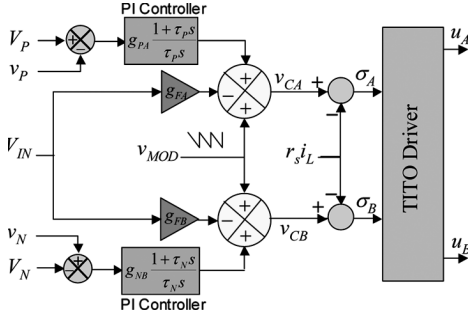 PI Controller
V_P
v_P
g_PA (1 + τ_P s)/(τ_P s)
u_A
g_FA
v_CA
σ_A
V_IN
v_MOD
r_s i_L
TITO Driver
g_FB
v_CB
σ_B
v_N
V_N
g_NB (1 + τ_N s)/(τ_N s)
u_B
PI Controller